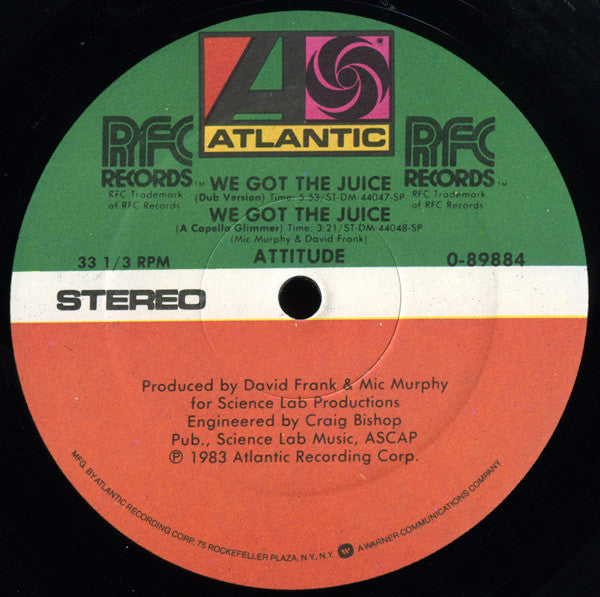 ATLANTIC
RFC
RECORDS™
RFC Trademark
of RFC Records
RFC
RECORDS™
RFC Trademark
of RFC Records
WE GOT THE JUICE
(Dub Version) Time: 5:53/ST-DM-44047-SP
WE GOT THE JUICE
(A Capella Glimmer) Time: 3:21/ST-DM-44048-SP
(Mic Murphy & David Frank)
33 1/3 RPM
ATTITUDE
0-89884
STEREO
Produced by David Frank & Mic Murphy
for Science Lab Productions
Engineered by Craig Bishop
Pub., Science Lab Music, ASCAP
Ⓟ 1983 Atlantic Recording Corp.
MFG. BY ATLANTIC RECORDING CORP. 75 ROCKEFELLER PLAZA, N.Y. N.Y. W A WARNER COMMUNICATIONS COMPANY